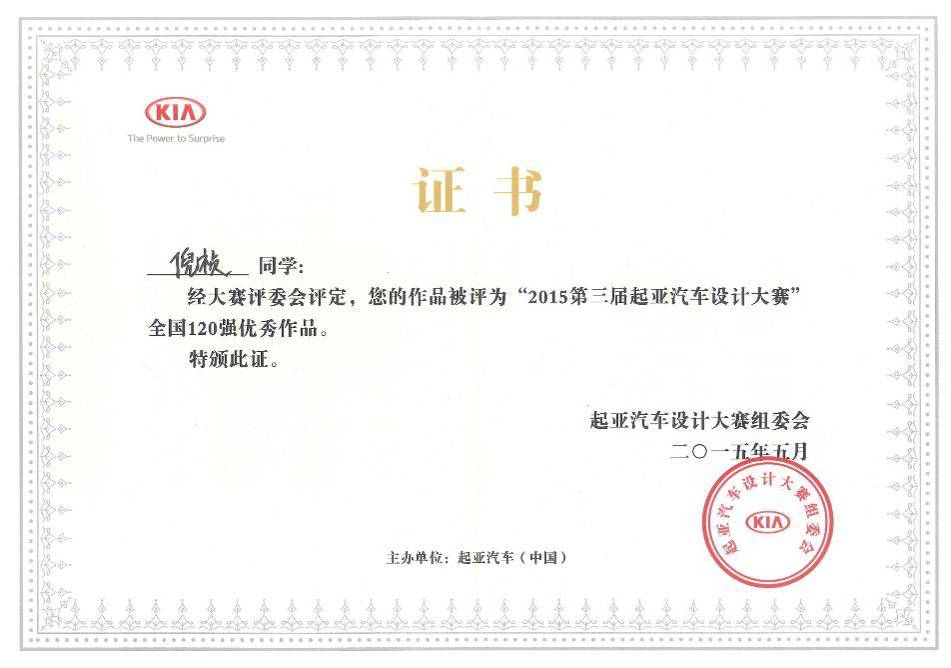 KIA
The Power to Surprise
证书
倪桢 同学：
经大赛评委会评定，您的作品被评为“2015第三届起亚汽车设计大赛”
全国120强优秀作品。
特颁此证。
起亚汽车设计大赛组委会
二〇一五年五月
起亚汽车设计大赛组委会
KIA
主办单位：起亚汽车（中国）